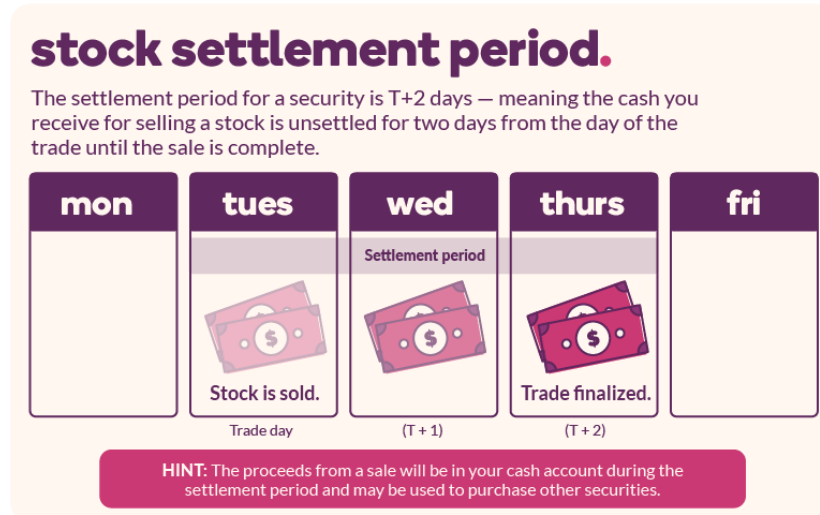 stock settlement period.
The settlement period for a security is T+2 days — meaning the cash you
receive for selling a stock is unsettled for two days from the day of the
trade until the sale is complete.
mon tues wed thurs fri
Settlement period
$ $ $
Stock is sold. Trade finalized.
Trade day (T + 1) (T + 2)
HINT: The proceeds from a sale will be in your cash account during the
settlement period and may be used to purchase other securities.